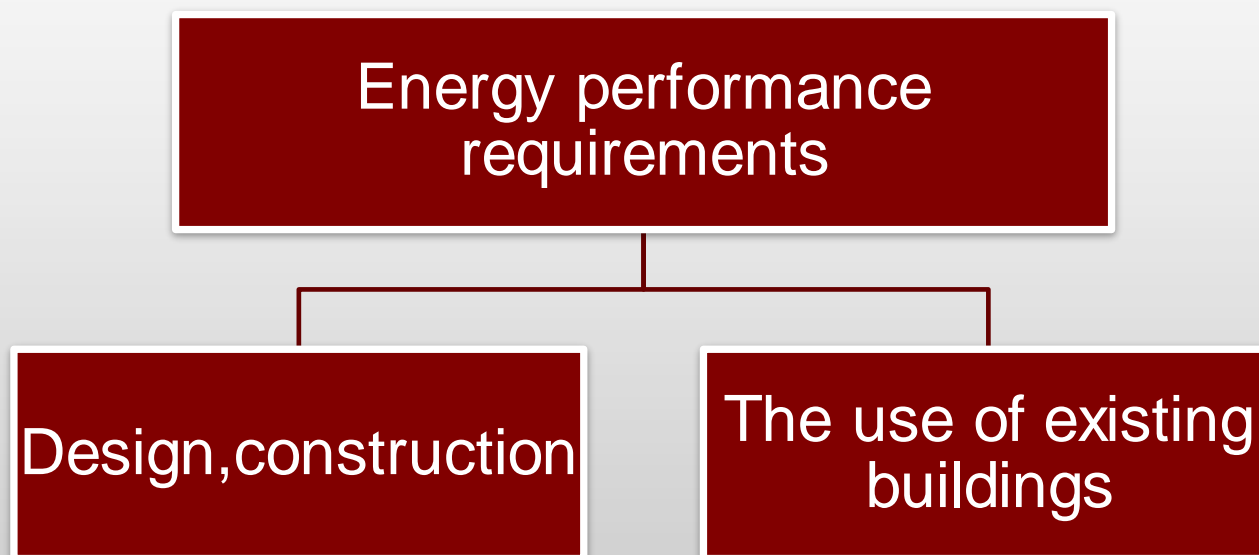 Energy performance
requirements
Design,construction
The use of existing
buildings